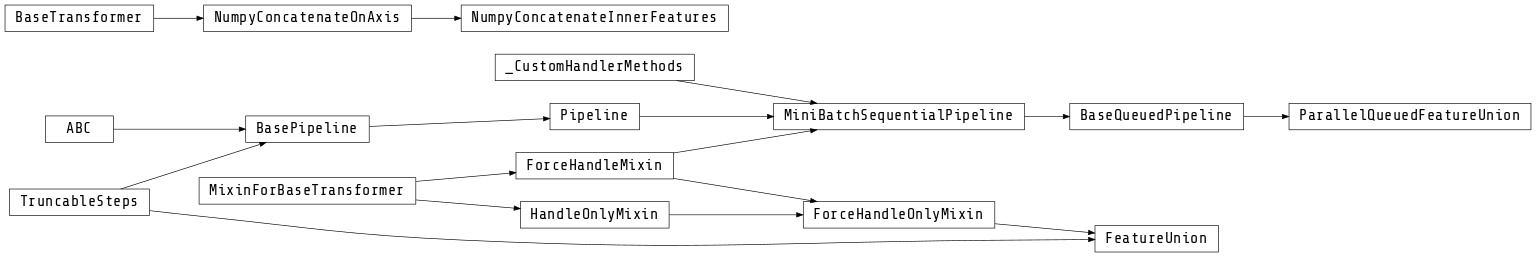 BaseTransformer
NumpyConcatenateOnAxis
NumpyConcatenateInnerFeatures
_CustomHandlerMethods
ABC
BasePipeline
Pipeline
MiniBatchSequentialPipeline
BaseQueuedPipeline
ParallelQueuedFeatureUnion
TruncableSteps
MixinForBaseTransformer
ForceHandleMixin
HandleOnlyMixin
ForceHandleOnlyMixin
FeatureUnion